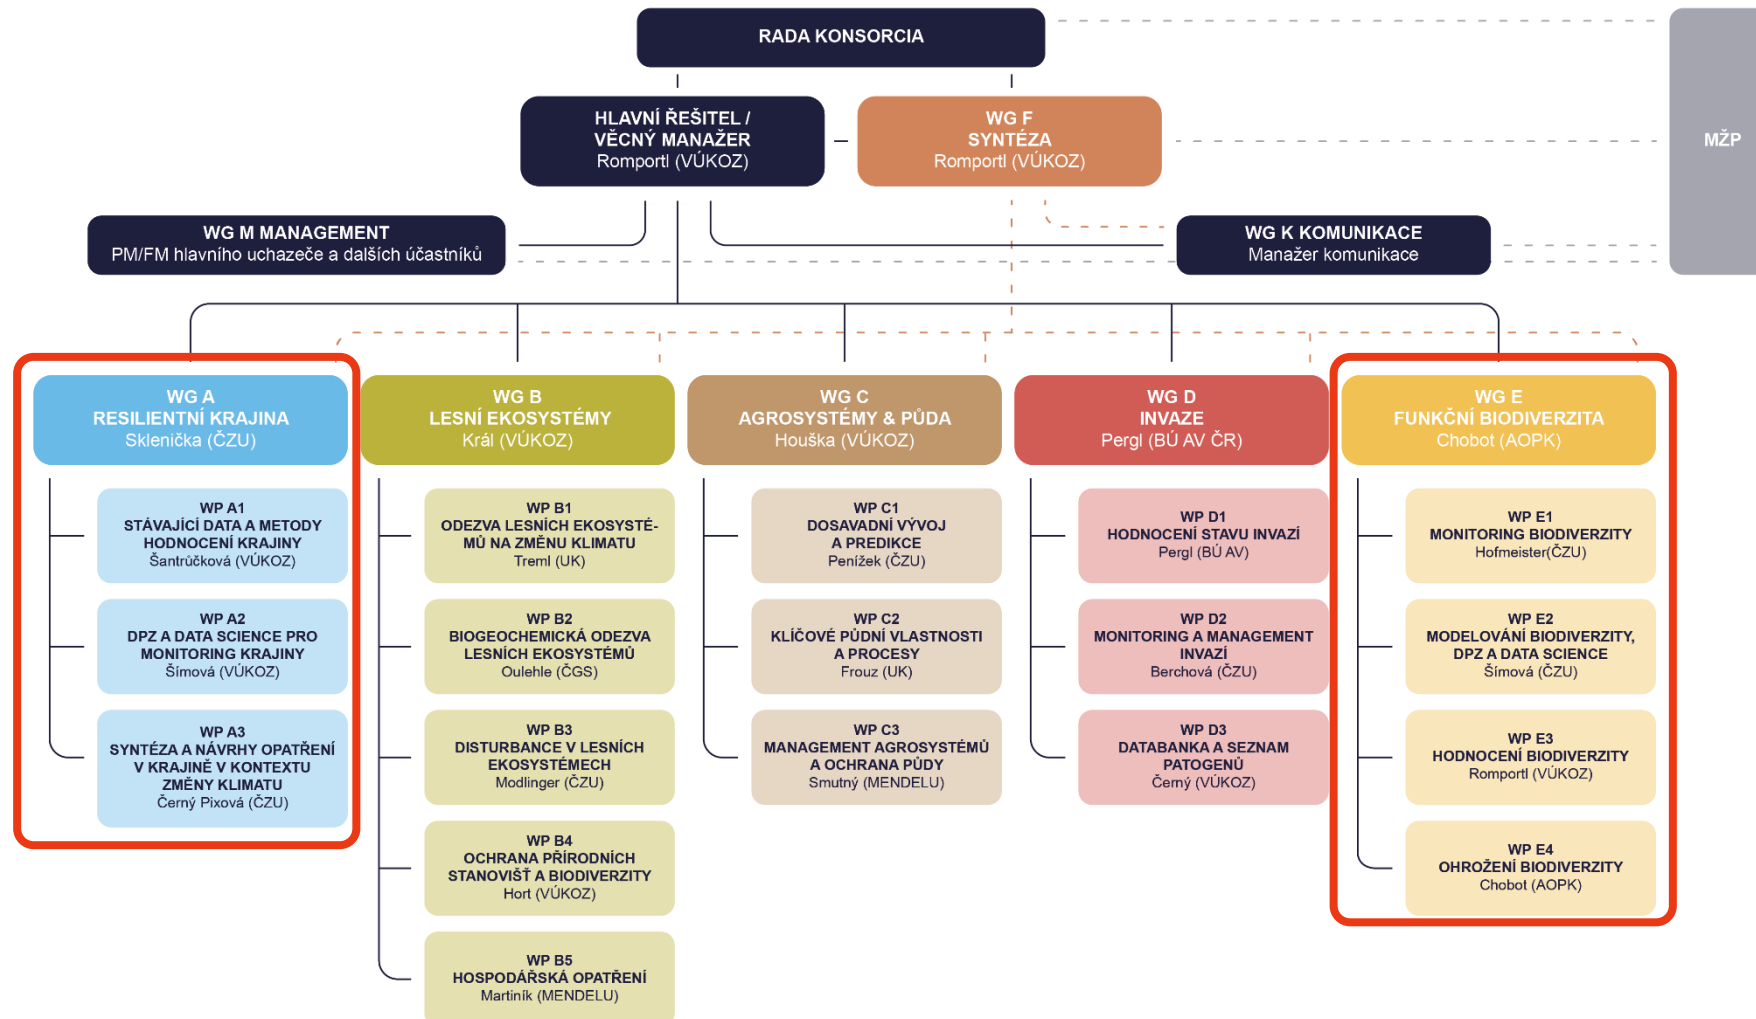 RADA KONSORCIA
HLAVNÍ ŘEŠITEL /
VĚCNÝ MANAŽER
Romportl (VÚKOZ)
WG F
SYNTÉZA
Romportl (VÚKOZ)
MŽP
WG M MANAGEMENT
PM/FM hlavního uchazeče a dalších účastníků
WG K KOMUNIKACE
Manažer komunikace
WG A
RESILIENTNÍ KRAJINA
Sklenička (ČZU)
WP A1
STÁVAJÍCÍ DATA A METODY
HODNOCENÍ KRAJINY
Šantrůčková (VÚKOZ)
WP A2
DPZ A DATA SCIENCE PRO
MONITORING KRAJINY
Šímová (VÚKOZ)
WP A3
SYNTÉZA A NÁVRHY OPATŘENÍ
V KRAJINĚ V KONTEXTU
ZMĚNY KLIMATU
Černý Pixová (ČZU)
WG B
LESNÍ EKOSYSTÉMY
Král (VÚKOZ)
WP B1
ODEZVA LESNÍCH EKOSYSTÉ-
MŮ NA ZMĚNU KLIMATU
Treml (UK)
WP B2
BIOGEOCHEMICKÁ ODEZVA
LESNÍCH EKOSYSTÉMŮ
Oulehle (ČGS)
WP B3
DISTURBANCE V LESNÍCH
EKOSYSTÉMECH
Modlinger (ČZU)
WP B4
OCHRANA PŘÍRODNÍCH
STANOVIŠŤ A BIODIVERZITY
Hort (VÚKOZ)
WP B5
HOSPODÁŘSKÁ OPATŘENÍ
Martiník (MENDELU)
WG C
AGROSYSTÉMY & PŮDA
Houška (VÚKOZ)
WP C1
DOSAVADNÍ VÝVOJ
A PREDIKCE
Penížek (ČZU)
WP C2
KLÍČOVÉ PŮDNÍ VLASTNOSTI
A PROCESY
Frouz (UK)
WP C3
MANAGEMENT AGROSYSTÉMŮ
A OCHRANA PŮDY
Smutný (MENDELU)
WG D
INVAZE
Pergl (BÚ AV ČR)
WP D1
HODNOCENÍ STAVU INVAZÍ
Pergl (BÚ AV)
WP D2
MONITORING A MANAGEMENT
INVAZÍ
Berchová (ČZU)
WP D3
DATABANKA A SEZNAM
PATOGENŮ
Černý (VÚKOZ)
WG E
FUNKČNÍ BIODIVERZITA
Chobot (AOPK)
WP E1
MONITORING BIODIVERZITY
Hofmeister(ČZU)
WP E2
MODELOVÁNÍ BIODIVERZITY,
DPZ A DATA SCIENCE
Šímová (ČZU)
WP E3
HODNOCENÍ BIODIVERZITY
Romportl (VÚKOZ)
WP E4
OHROŽENÍ BIODIVERZITY
Chobot (AOPK)